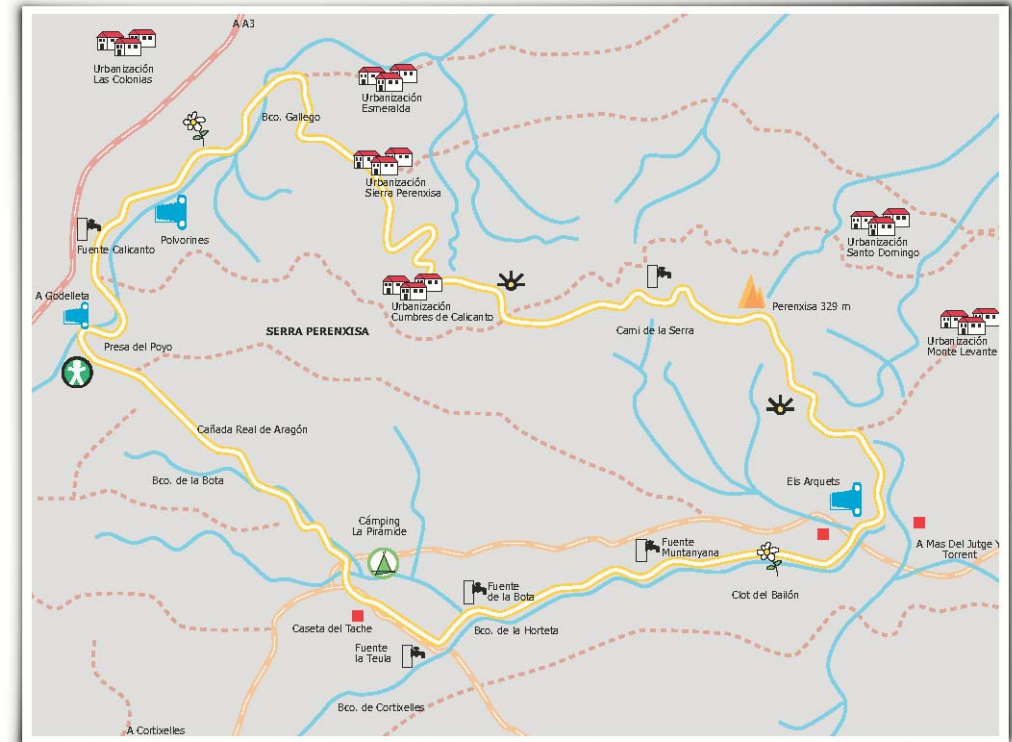 A A3
Urbanización
Las Colonias
Urbanización
Esmeralda
Bco. Gallego
Urbanización
Sierra Perenxisa
Polvorines
Fuente Calicanto
Urbanización
Santo Domingo
A Godelleta
Urbanización
Cumbres de Calicanto
Perenxisa 329 m
SERRA PERENXISA
Cami de la Serra
Presa del Poyo
Urbanización
Monte Levante
Cañada Real de Aragón
Bco. de la Bota
Els Arquets
Cámping
La Pirámide
Fuente
Muntanyana
A Mas Del Jutge Y
Torrent
Fuente
de la Bota
Clot del Bailón
Caseta del Tache
Bco. de la Horteta
Fuente
la Teula
Bco. de Cortixelles
A Cortixelles